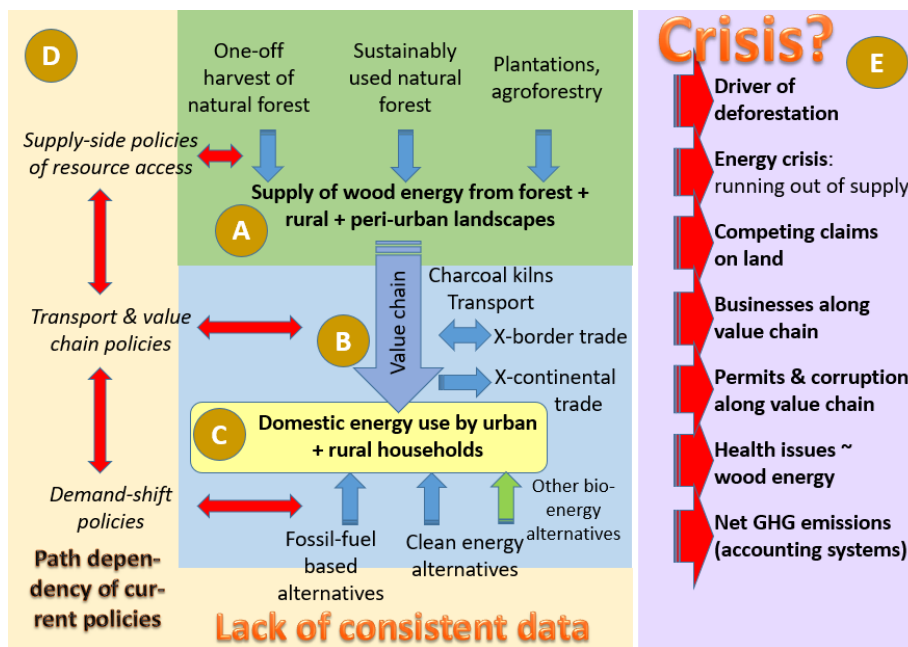 D
One-off
harvest of
natural forest
Sustainably
used natural
forest
Plantations,
agroforestry
Supply-side policies
of resource access
Supply of wood energy from forest +
rural + peri-urban landscapes
A
Value chain
Charcoal kilns
Transport
Transport & value
chain policies
B
X-border trade
X-continental
trade
C
Domestic energy use by urban
+ rural households
Demand-shift
policies
Fossil-fuel
based
alternatives
Clean energy
alternatives
Other bio-
energy
alternatives
Path depen-
dency of cur-
rent policies
Lack of consistent data
Crisis?
E
Driver of
deforestation
Energy crisis:
running out of supply
Competing claims
on land
Businesses along
value chain
Permits & corruption
along value chain
Health issues ~
wood energy
Net GHG emissions
(accounting systems)